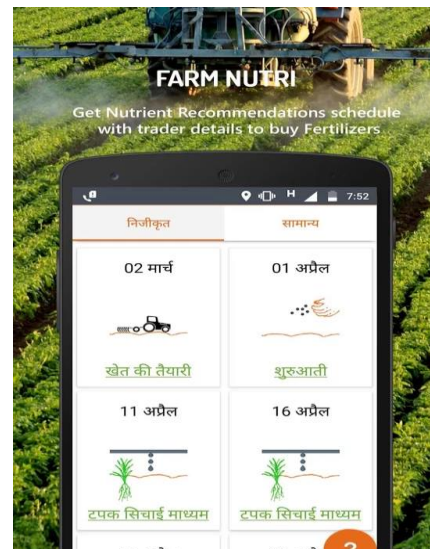 FARM NUTRI
Get Nutrient Recommendations schedule
with trader details to buy Fertilizers
H 7:52
निजीकृत सामान्य
02 मार्च 01 अप्रैल
खेत की तैयारी शुरुआती
11 अप्रैल 16 अप्रैल
टपक सिचाई माध्यम टपक सिचाई माध्यम